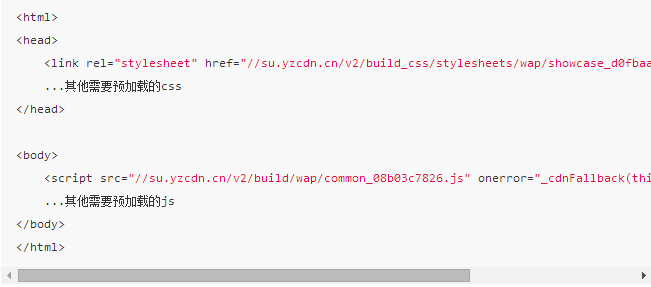 <html>
<head>
<link rel="stylesheet" href="//su.yzcdn.cn/v2/build_css/stylesheets/wap/showcase_d0fbaa
...其他需要预加载的css
</head>
<body>
<script src="//su.yzcdn.cn/v2/build/wap/common_08b03c7826.js" onerror="_cdnFallback(thi
...其他需要预加载的js
</body>
</html>